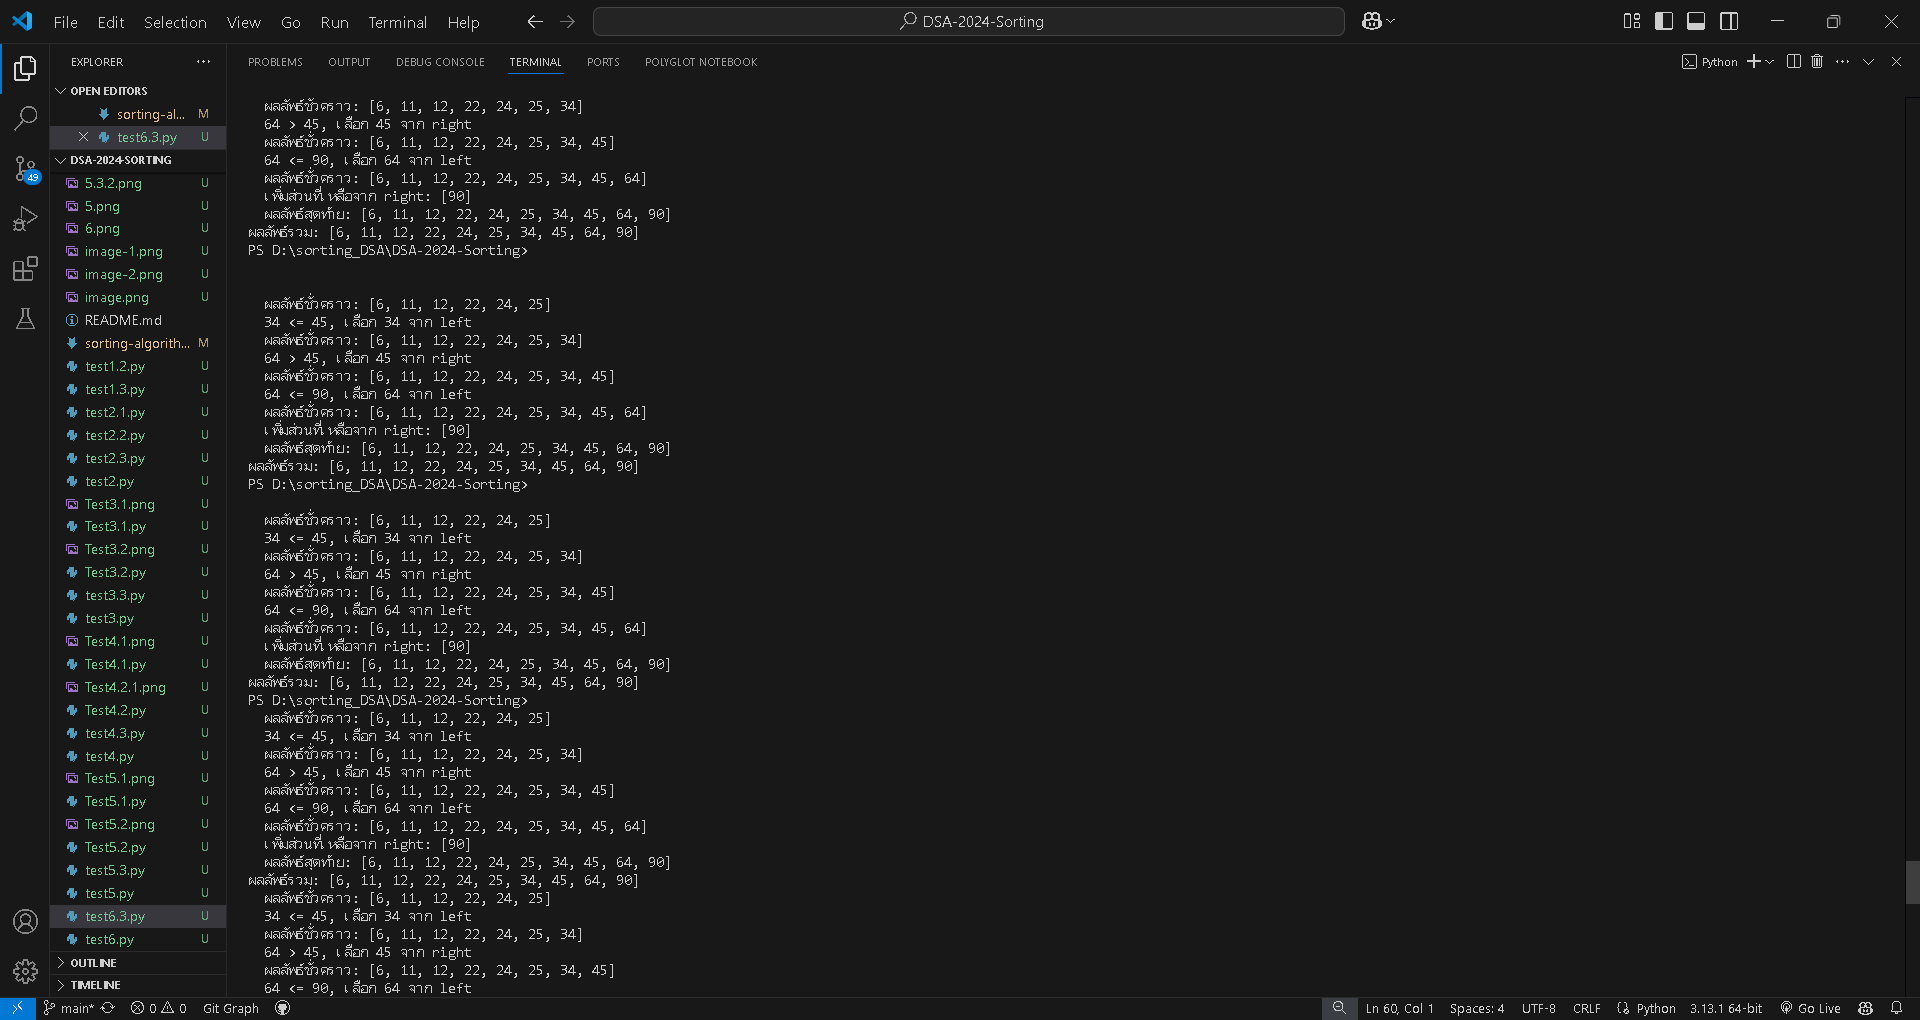 File Edit Selection View Go Run Terminal Help
DSA-2024-Sorting
EXPLORER
OPEN EDITORS
sorting-al... M
test6.3.py U
DSA-2024-SORTING
5.3.2.png U
5.png U
6.png U
image-1.png U
image-2.png U
image.png U
README.md
sorting-algorith... M
test1.2.py U
test1.3.py U
test2.1.py U
test2.2.py U
test2.3.py U
test2.py U
Test3.1.png U
Test3.1.py U
Test3.2.png U
Test3.2.py U
test3.3.py U
test3.py U
Test4.1.png U
Test4.1.py U
Test4.2.1.png U
Test4.2.py U
test4.3.py U
test4.py U
Test5.1.png U
Test5.1.py U
Test5.2.png U
Test5.2.py U
test5.3.py U
test5.py U
test6.3.py U
test6.py U
OUTLINE
TIMELINE
49
PROBLEMS OUTPUT DEBUG CONSOLE TERMINAL PORTS POLYGLOT NOTEBOOK
Python
ผลลัพธ์ชั่วคราว: [6, 11, 12, 22, 24, 25, 34]
64 > 45, เลือก 45 จาก right
ผลลัพธ์ชั่วคราว: [6, 11, 12, 22, 24, 25, 34, 45]
64 <= 90, เลือก 64 จาก left
ผลลัพธ์ชั่วคราว: [6, 11, 12, 22, 24, 25, 34, 45, 64]
เพิ่มส่วนที่เหลือจาก right: [90]
ผลลัพธ์สุดท้าย: [6, 11, 12, 22, 24, 25, 34, 45, 64, 90]
ผลลัพธ์รวม: [6, 11, 12, 22, 24, 25, 34, 45, 64, 90]
PS D:\sorting_DSA\DSA-2024-Sorting>
ผลลัพธ์ชั่วคราว: [6, 11, 12, 22, 24, 25]
34 <= 45, เลือก 34 จาก left
ผลลัพธ์ชั่วคราว: [6, 11, 12, 22, 24, 25, 34]
64 > 45, เลือก 45 จาก right
ผลลัพธ์ชั่วคราว: [6, 11, 12, 22, 24, 25, 34, 45]
64 <= 90, เลือก 64 จาก left
ผลลัพธ์ชั่วคราว: [6, 11, 12, 22, 24, 25, 34, 45, 64]
เพิ่มส่วนที่เหลือจาก right: [90]
ผลลัพธ์สุดท้าย: [6, 11, 12, 22, 24, 25, 34, 45, 64, 90]
ผลลัพธ์รวม: [6, 11, 12, 22, 24, 25, 34, 45, 64, 90]
PS D:\sorting_DSA\DSA-2024-Sorting>
ผลลัพธ์ชั่วคราว: [6, 11, 12, 22, 24, 25]
34 <= 45, เลือก 34 จาก left
ผลลัพธ์ชั่วคราว: [6, 11, 12, 22, 24, 25, 34]
64 > 45, เลือก 45 จาก right
ผลลัพธ์ชั่วคราว: [6, 11, 12, 22, 24, 25, 34, 45]
64 <= 90, เลือก 64 จาก left
ผลลัพธ์ชั่วคราว: [6, 11, 12, 22, 24, 25, 34, 45, 64]
เพิ่มส่วนที่เหลือจาก right: [90]
ผลลัพธ์สุดท้าย: [6, 11, 12, 22, 24, 25, 34, 45, 64, 90]
ผลลัพธ์รวม: [6, 11, 12, 22, 24, 25, 34, 45, 64, 90]
PS D:\sorting_DSA\DSA-2024-Sorting>
ผลลัพธ์ชั่วคราว: [6, 11, 12, 22, 24, 25]
34 <= 45, เลือก 34 จาก left
ผลลัพธ์ชั่วคราว: [6, 11, 12, 22, 24, 25, 34]
64 > 45, เลือก 45 จาก right
ผลลัพธ์ชั่วคราว: [6, 11, 12, 22, 24, 25, 34, 45]
64 <= 90, เลือก 64 จาก left
ผลลัพธ์ชั่วคราว: [6, 11, 12, 22, 24, 25, 34, 45, 64]
เพิ่มส่วนที่เหลือจาก right: [90]
ผลลัพธ์สุดท้าย: [6, 11, 12, 22, 24, 25, 34, 45, 64, 90]
ผลลัพธ์รวม: [6, 11, 12, 22, 24, 25, 34, 45, 64, 90]
ผลลัพธ์ชั่วคราว: [6, 11, 12, 22, 24, 25]
34 <= 45, เลือก 34 จาก left
ผลลัพธ์ชั่วคราว: [6, 11, 12, 22, 24, 25, 34]
64 > 45, เลือก 45 จาก right
ผลลัพธ์ชั่วคราว: [6, 11, 12, 22, 24, 25, 34, 45]
64 <= 90, เลือก 64 จาก left
main* 0 0 Git Graph Ln 60, Col 1 Spaces: 4 UTF-8 CRLF Python 3.13.1 64-bit Go Live